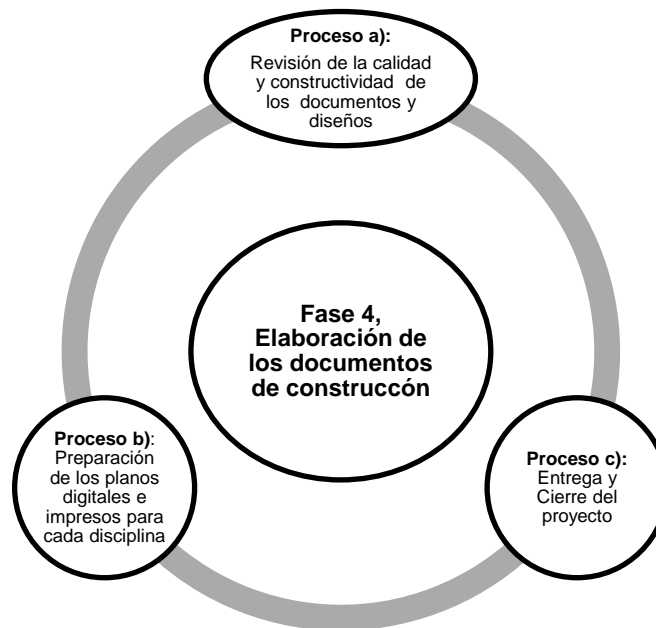 Proceso a):
Revisión de la calidad
y constructividad de
los documentos y
diseños
Fase 4,
Elaboración de
los documentos
de construccón
Proceso b):
Preparación
de los planos
digitales e
impresos para
cada disciplina
Proceso c):
Entrega y
Cierre del
proyecto